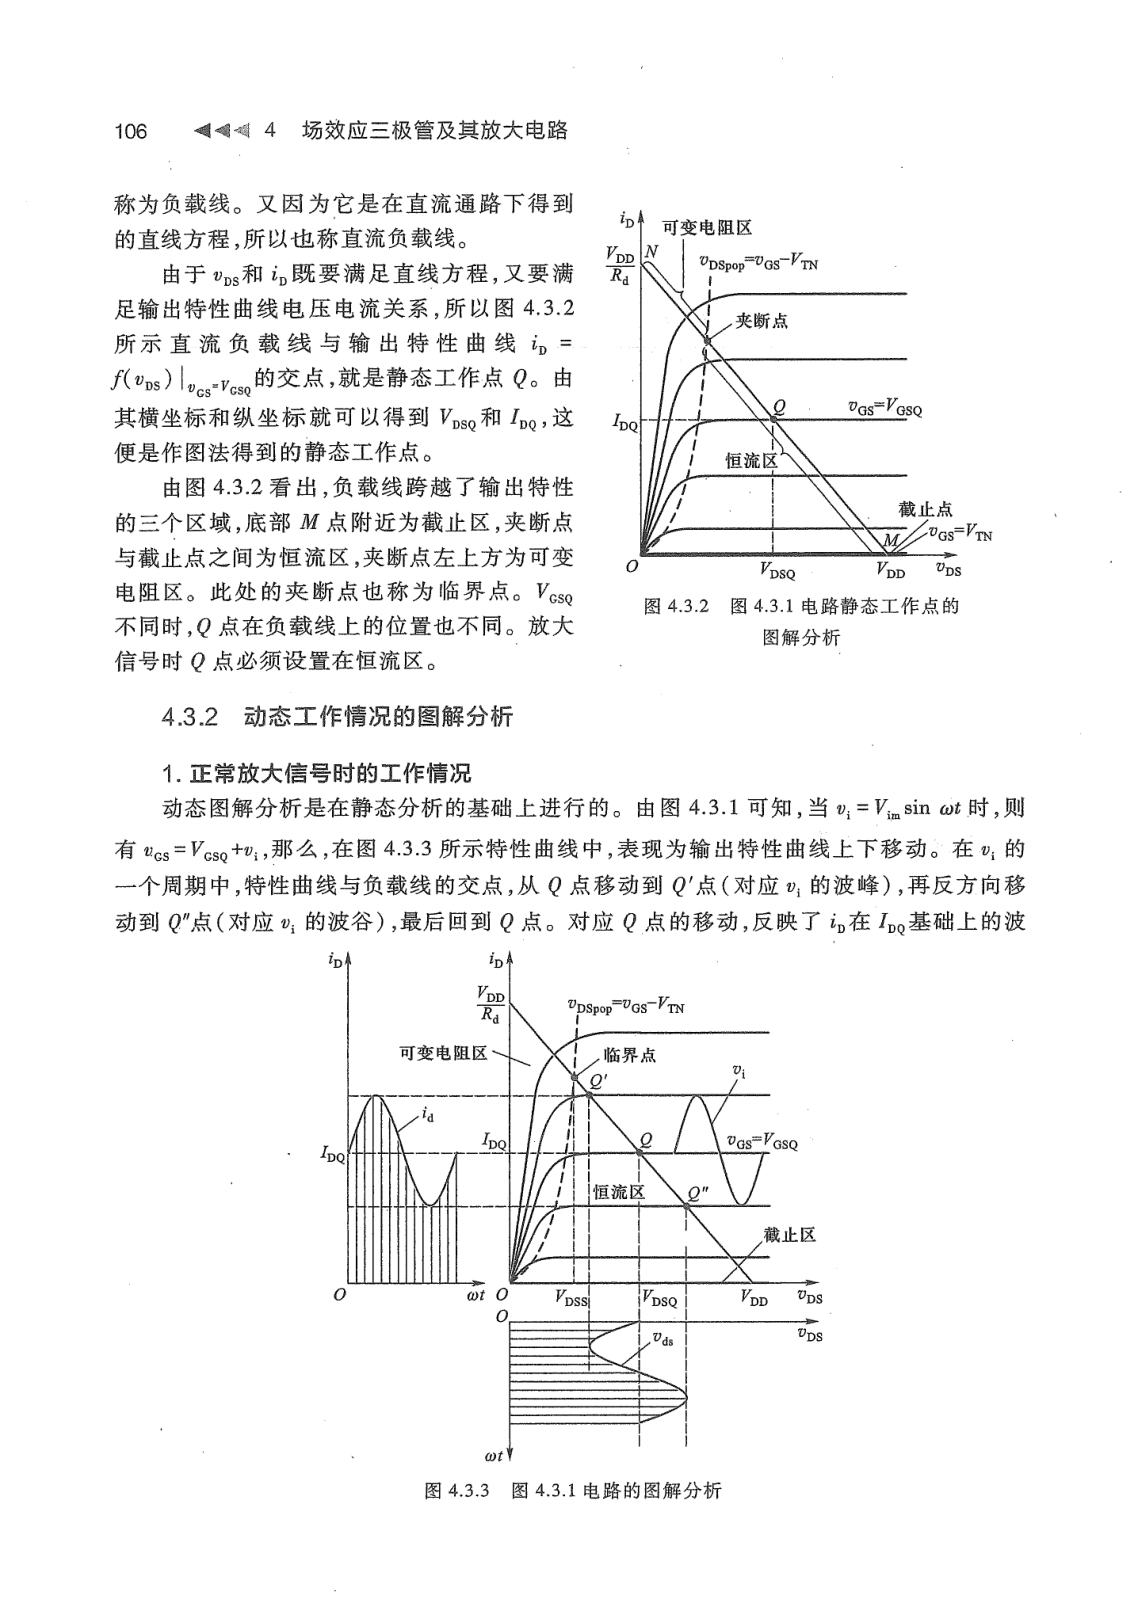 106 4 场效应三极管及其放大电路
称为负载线。又因为它是在直流通路下得到
的直线方程,所以也称直流负载线。
由于 vDS和 iD既要满足直线方程,又要满
足输出特性曲线电压电流关系,所以图 4.3.2
所示直流负载线与输出特性曲线 iD =
f(vDS)|vGS=VGSQ的交点,就是静态工作点 Q。由
其横坐标和纵坐标就可以得到 VDSQ和 IDQ,这
便是作图法得到的静态工作点。
由图 4.3.2 看出,负载线跨越了输出特性
的三个区域,底部 M 点附近为截止区,夹断点
与截止点之间为恒流区,夹断点左上方为可变
电阻区。此处的夹断点也称为临界点。VGSQ
不同时,Q 点在负载线上的位置也不同。放大
信号时 Q 点必须设置在恒流区。
iD
可变电阻区
VDD
Rd
N
vDSpop=vGS-VTN
夹断点
Q
vGS=VGSQ
IDQ
恒流区
截止点
M
vGS=VTN
O
VDSQ
VDD
vDS
图 4.3.2 图 4.3.1 电路静态工作点的
图解分析
4.3.2 动态工作情况的图解分析
1. 正常放大信号时的工作情况
动态图解分析是在静态分析的基础上进行的。由图 4.3.1 可知,当 vi = Vim sin ωt 时,则
有 vGS = VGSQ+vi,那么,在图 4.3.3 所示特性曲线中,表现为输出特性曲线上下移动。在 vi 的
一个周期中,特性曲线与负载线的交点,从 Q 点移动到 Q′点(对应 vi 的波峰),再反方向移
动到 Q″点(对应 vi 的波谷),最后回到 Q 点。对应 Q 点的移动,反映了 iD在 IDQ基础上的波
iD
iD
VDD
Rd
vDSpop=vGS-VTN
可变电阻区
临界点
Q′
vi
id
IDQ
IDQ
Q
vGS=VGSQ
恒流区
Q″
截止区
O
ωt
O
VDSS
VDSQ
VDD
vDS
O
vds
vDS
ωt
图 4.3.3 图 4.3.1 电路的图解分析